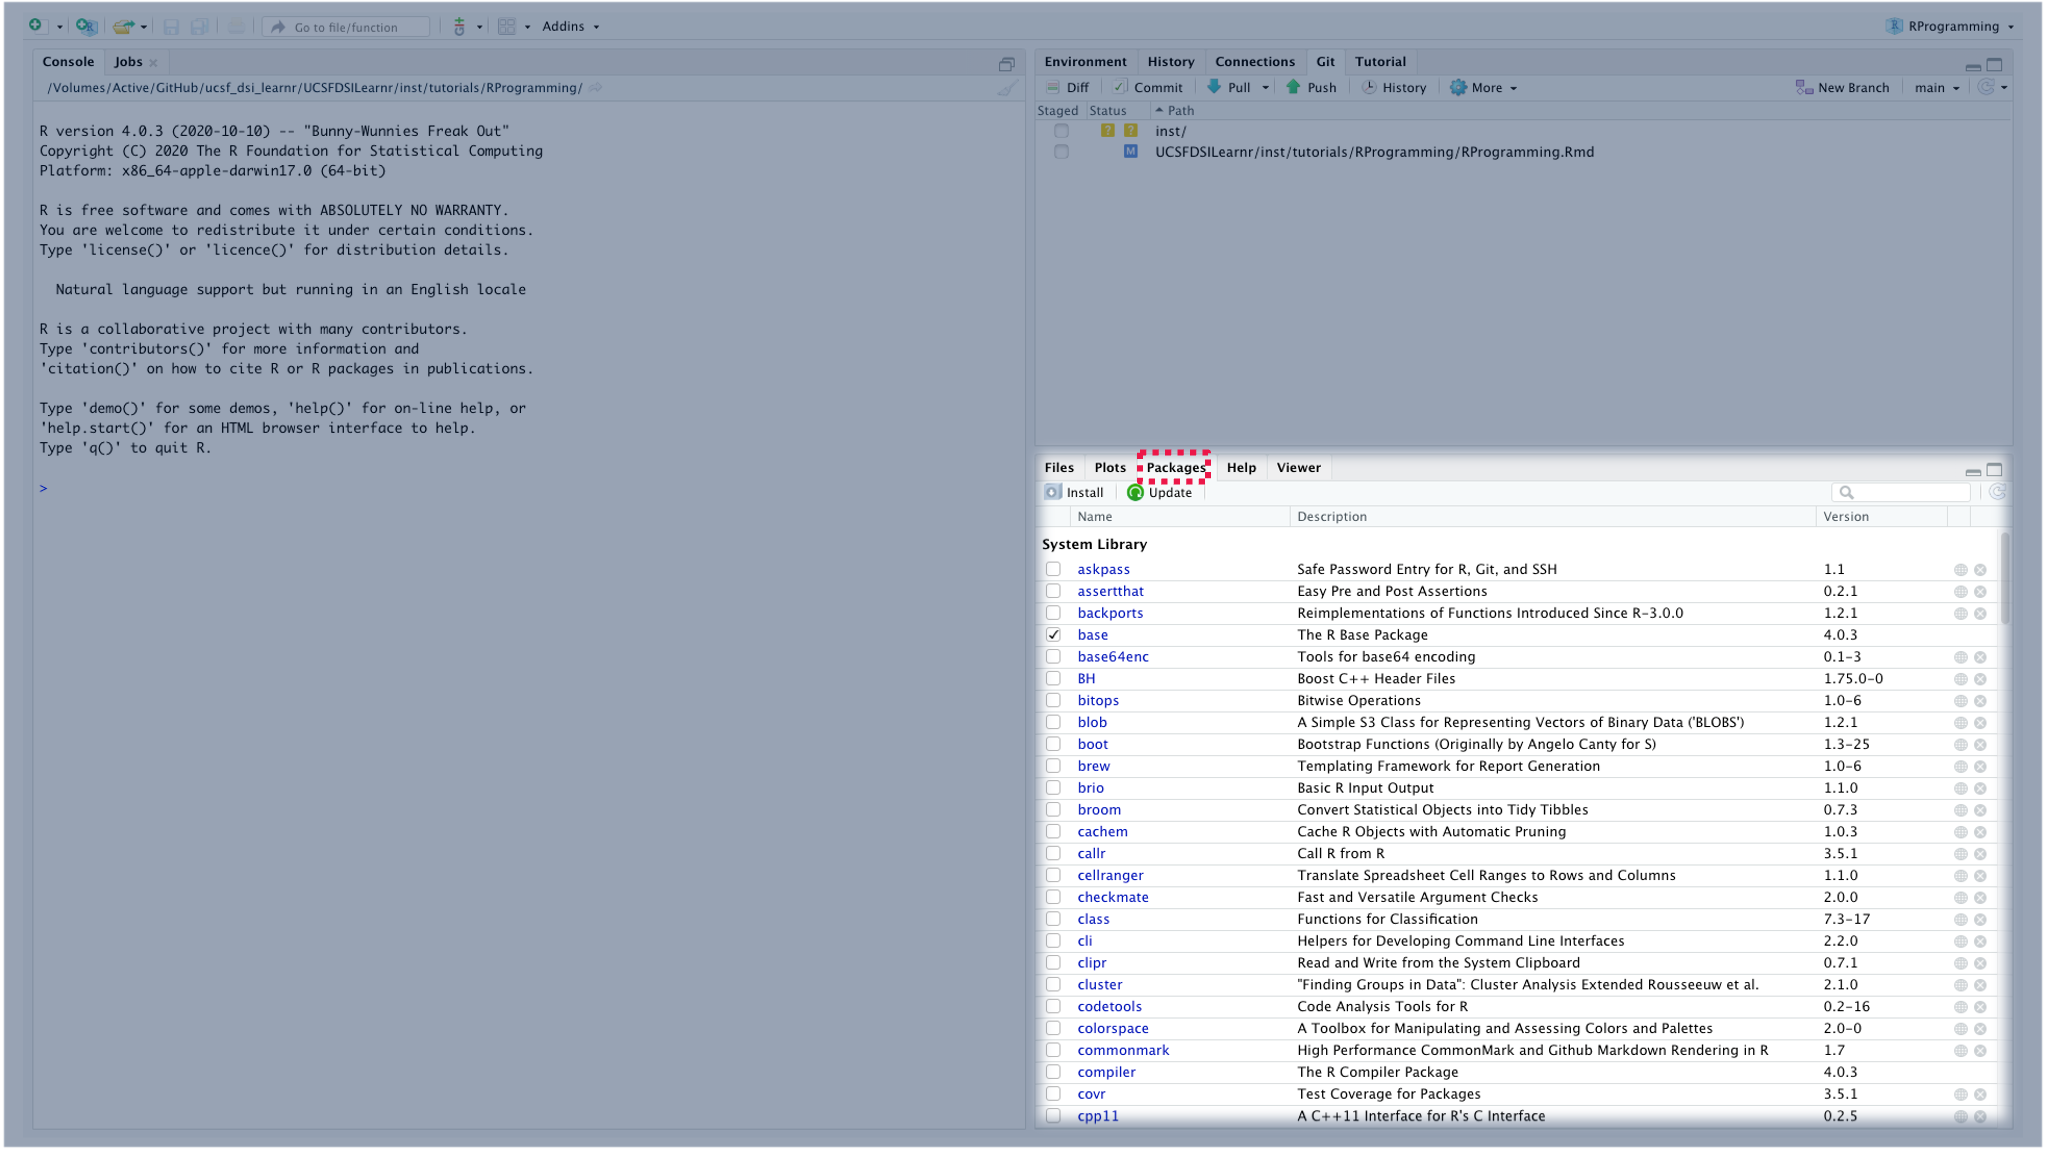 Go to file/function
Addins
RProgramming
Console Jobs
/Volumes/Active/GitHub/ucsf_dsi_learnr/UCSFDSILearnr/inst/tutorials/RProgramming/
R version 4.0.3 (2020-10-10) -- "Bunny-Wunnies Freak Out"
Copyright (C) 2020 The R Foundation for Statistical Computing
Platform: x86_64-apple-darwin17.0 (64-bit)
R is free software and comes with ABSOLUTELY NO WARRANTY.
You are welcome to redistribute it under certain conditions.
Type 'license()' or 'licence()' for distribution details.
Natural language support but running in an English locale
R is a collaborative project with many contributors.
Type 'contributors()' for more information and
'citation()' on how to cite R or R packages in publications.
Type 'demo()' for some demos, 'help()' for on-line help, or
'help.start()' for an HTML browser interface to help.
Type 'q()' to quit R.
>
Environment History Connections Git Tutorial
Diff Commit Pull Push History More New Branch main
Staged Status Path
? ? inst/
M UCSFDSILearnr/inst/tutorials/RProgramming/RProgramming.Rmd
Files Plots Packages Help Viewer
Install Update
Name Description Version
System Library
askpass Safe Password Entry for R, Git, and SSH 1.1
assertthat Easy Pre and Post Assertions 0.2.1
backports Reimplementations of Functions Introduced Since R-3.0.0 1.2.1
base The R Base Package 4.0.3
base64enc Tools for base64 encoding 0.1-3
BH Boost C++ Header Files 1.75.0-0
bitops Bitwise Operations 1.0-6
blob A Simple S3 Class for Representing Vectors of Binary Data ('BLOBS') 1.2.1
boot Bootstrap Functions (Originally by Angelo Canty for S) 1.3-25
brew Templating Framework for Report Generation 1.0-6
brio Basic R Input Output 1.1.0
broom Convert Statistical Objects into Tidy Tibbles 0.7.3
cachem Cache R Objects with Automatic Pruning 1.0.3
callr Call R from R 3.5.1
cellranger Translate Spreadsheet Cell Ranges to Rows and Columns 1.1.0
checkmate Fast and Versatile Argument Checks 2.0.0
class Functions for Classification 7.3-17
cli Helpers for Developing Command Line Interfaces 2.2.0
clipr Read and Write from the System Clipboard 0.7.1
cluster "Finding Groups in Data": Cluster Analysis Extended Rousseeuw et al. 2.1.0
codetools Code Analysis Tools for R 0.2-16
colorspace A Toolbox for Manipulating and Assessing Colors and Palettes 2.0-0
commonmark High Performance CommonMark and Github Markdown Rendering in R 1.7
compiler The R Compiler Package 4.0.3
covr Test Coverage for Packages 3.5.1
cpp11 A C++11 Interface for R's C Interface 0.2.5